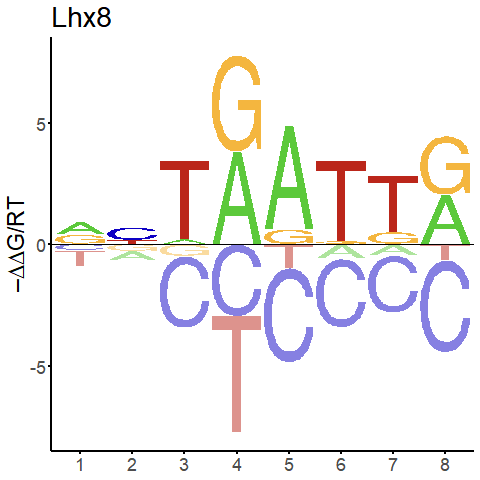 Lhx8
−ΔΔG/RT
5
0
-5
A G C T
C T A G
T A G C
G A C T
A G T C
T G A C
T G A C
G A T C
1 2 3 4 5 6 7 8